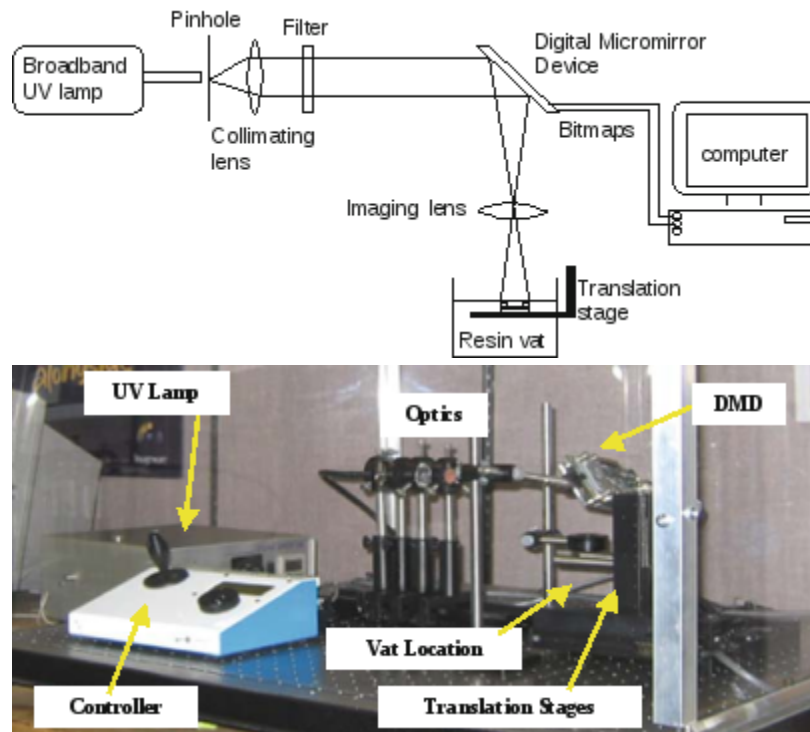 Pinhole
Filter
Digital Micromirror
Device
Broadband
UV lamp
Collimating
lens
Bitmaps
computer
Imaging lens
Translation
stage
Resin vat
UV Lamp
Optics
DMD
Vat Location
Controller
Translation Stages